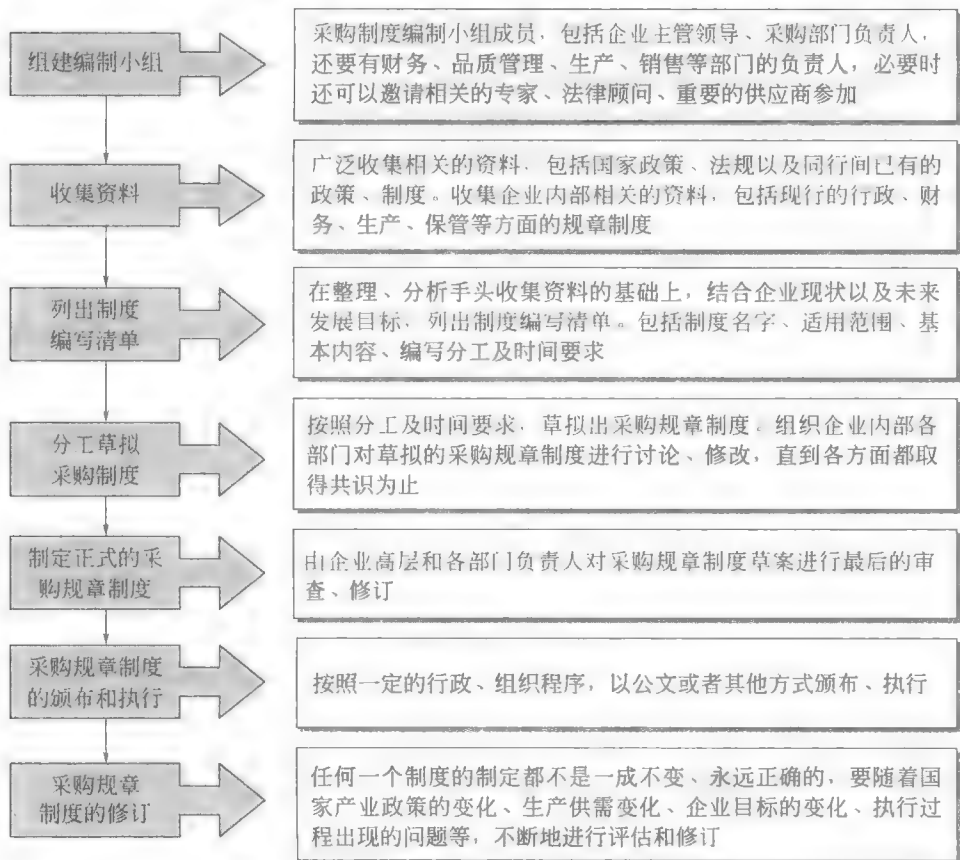 组建编制小组
采购制度编制小组成员，包括企业主管领导、采购部门负责人，
还要有财务、品质管理、生产、销售等部门的负责人，必要时
还可以邀请相关的专家、法律顾问、重要的供应商参加
收集资料
广泛收集相关的资料，包括国家政策、法规以及同行间已有的
政策、制度。收集企业内部相关的资料，包括现行的行政、财
务、生产、保管等方面的规章制度
列出制度
编写清单
在整理、分析手头收集资料的基础上，结合企业现状以及未来
发展目标，列出制度编写清单。包括制度名字、适用范围、基
本内容、编写分工及时间要求
分工草拟
采购制度
按照分工及时间要求，草拟出采购规章制度。组织企业内部各
部门对草拟的采购规章制度进行讨论、修改，直到各方面都取
得共识为止
制定正式的采
购规章制度
由企业高层和各部门负责人对采购规章制度草案进行最后的审
查、修订
采购规章制度
的颁布和执行
按照一定的行政、组织程序，以公文或者其他方式颁布、执行
采购规章
制度的修订
任何一个制度的制定都不是一成不变、永远正确的，要随着国
家产业政策的变化、生产供需变化、企业目标的变化、执行过
程出现的问题等，不断地进行评估和修订